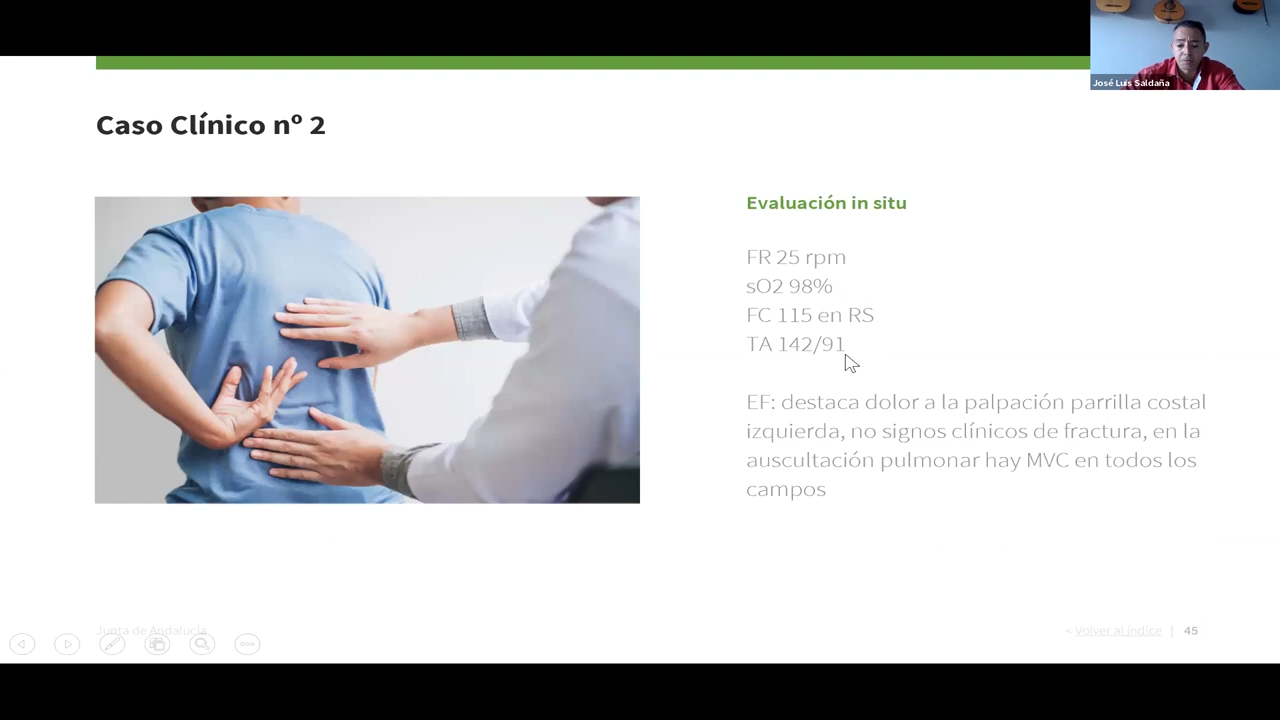 José Luis Saldaña
Caso Clínico nº 2
Evaluación in situ
FR 25 rpm
sO2 98%
FC 115 en RS
TA 142/91
EF: destaca dolor a la palpación parrilla costal
izquierda, no signos clínicos de fractura, en la
auscultación pulmonar hay MVC en todos los
campos
Junta de Andalucía
< Volver al índice | 45